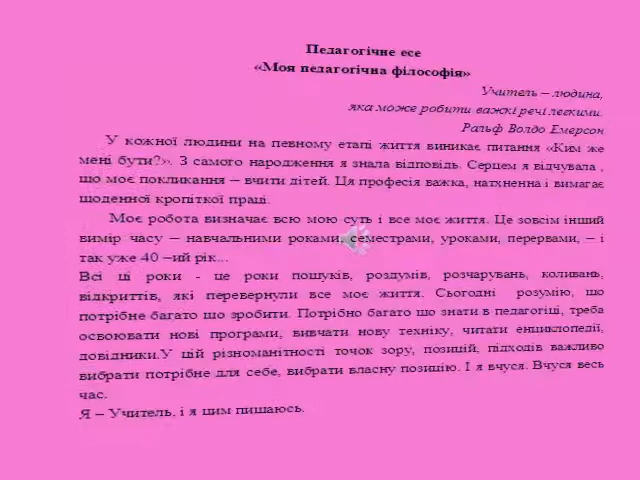 Педагогічне есе
«Моя педагогічна філософія»
Учитель – людина,
яка може робити важкі речі легкими.
Ральф Волдо Емерсон
У кожної людини на певному етапі життя виникає питання «Ким же
мені бути?». З самого народження я знала відповідь. Серцем я відчувала ,
що моє покликання – вчити дітей. Ця професія важка, натхненна і вимагає
щоденної кропіткої праці.
Моє робота визначає всю мою суть і все моє життя. Це зовсім інший
вимір часу – навчальними роками, семестрами, уроками, перервами, – і
так уже 40 –ий рік...
Всі ці роки - це роки пошуків, роздумів, розчарувань, коливань,
відкриттів, які перевернули все моє життя. Сьогодні розумію, що
потрібне багато що зробити. Потрібно багато що знати в педагогіці, треба
освоювати нові програми, вивчати нову техніку, читати енциклопедії,
довідники.У цій різноманітності точок зору, позицій, підходів важливо
вибрати потрібне для себе, вибрати власну позицію. І я вчуся. Вчуся весь
час.
Я – Учитель, і я цим пишаюсь.